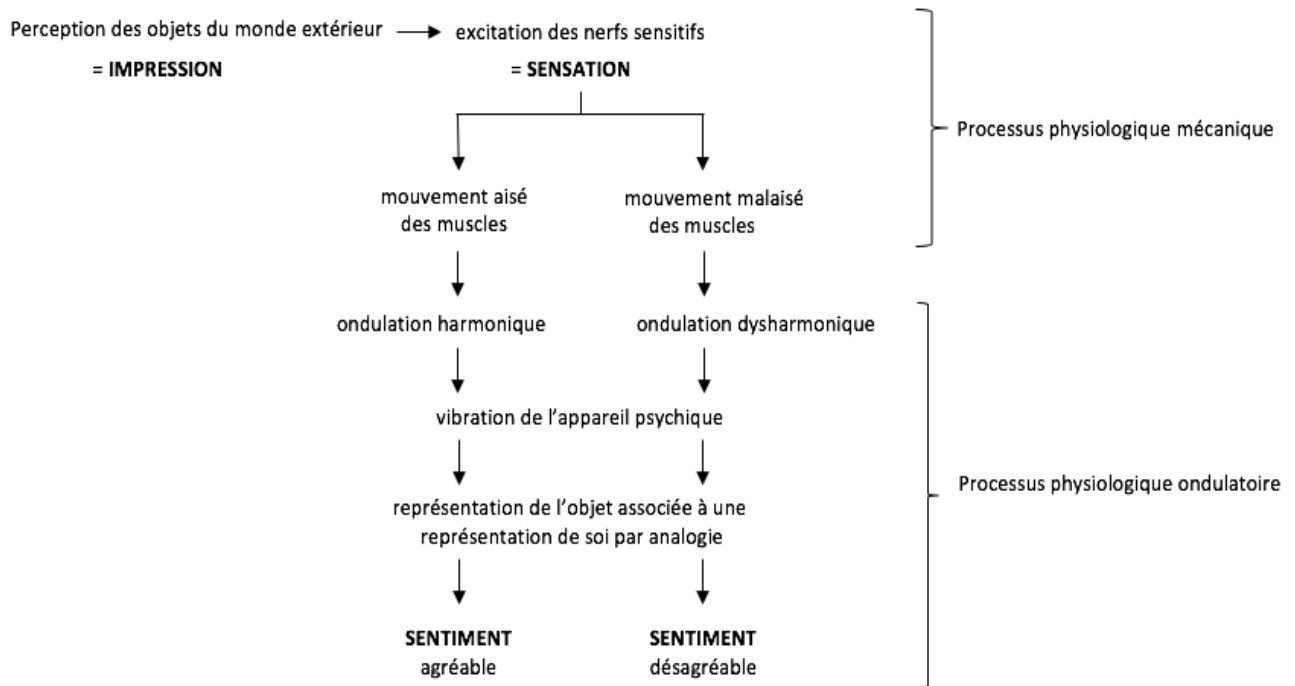 Perception des objets du monde extérieur
excitation des nerfs sensitifs
= IMPRESSION
= SENSATION
Processus physiologique mécanique
mouvement aisé
des muscles
mouvement malaisé
des muscles
ondulation harmonique
ondulation dysharmonique
vibration de l'appareil psychique
Processus physiologique ondulatoire
représentation de l'objet associée à une
représentation de soi par analogie
SENTIMENT
agréable
SENTIMENT
désagréable